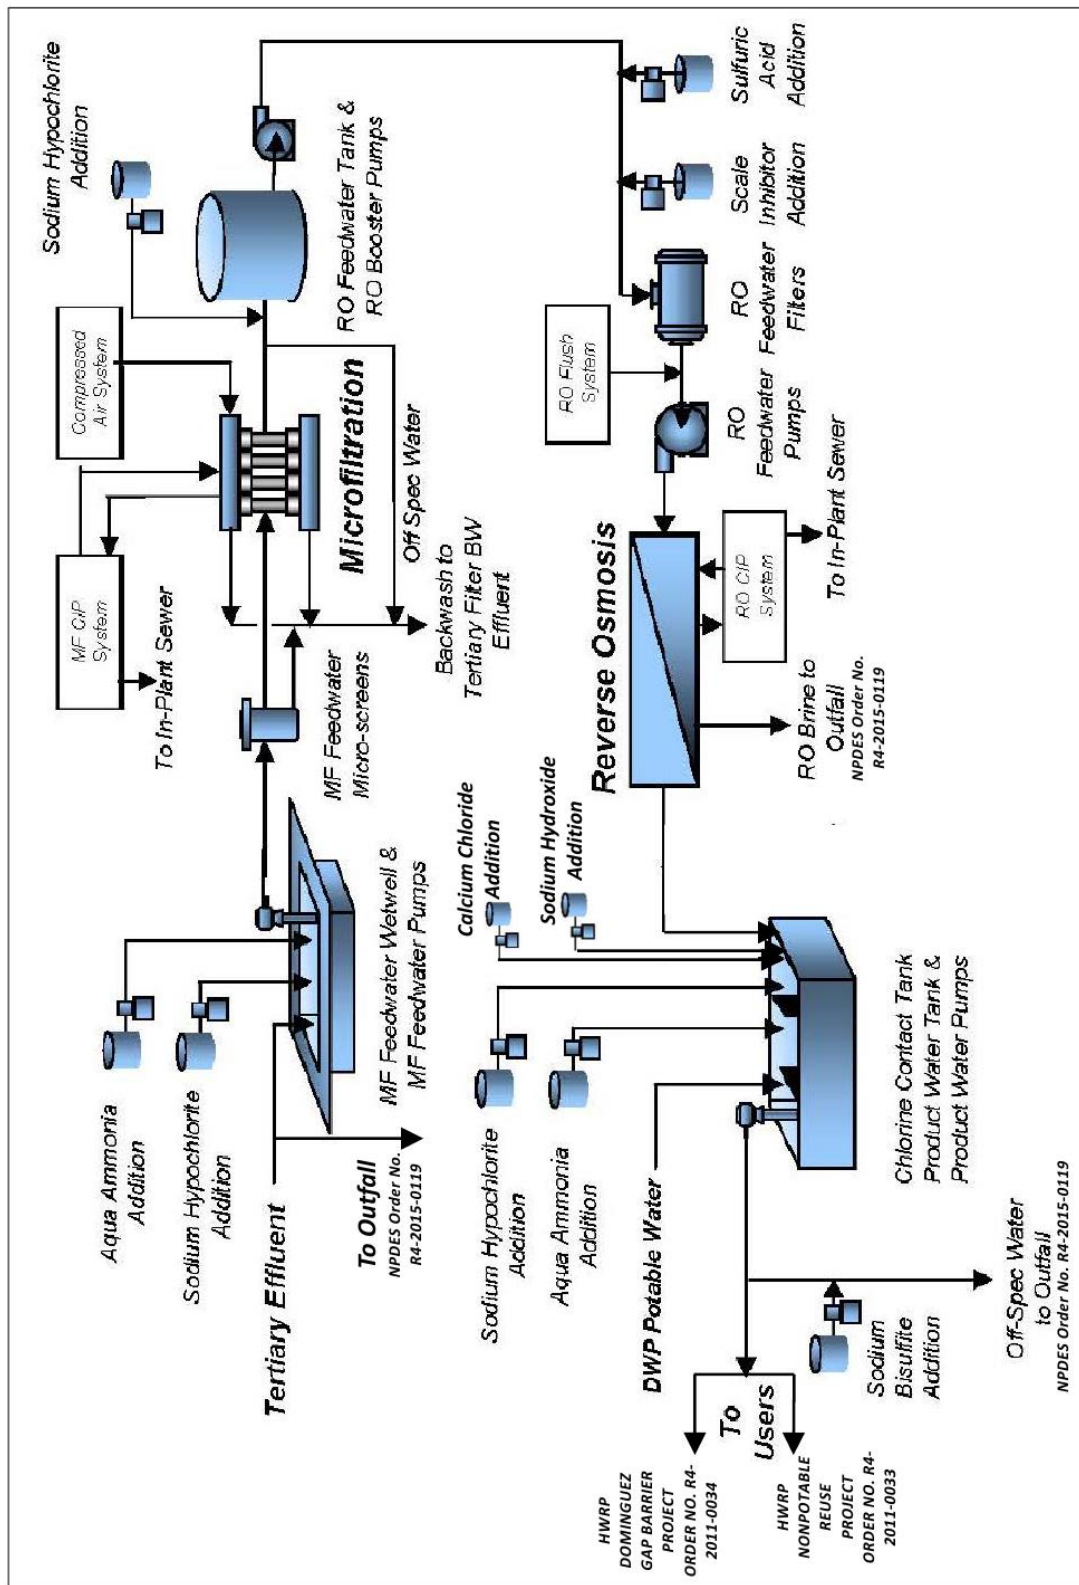 Aqua Ammonia
Addition
Sodium Hypochlorite
Addition
Tertiary Effluent
To Outfall
NPDES Order No.
R4-2015-0119
MF Feedwater Wetwell &
MF Feedwater Pumps
MF Feedwater
Micro-screens
MF CIP
System
To In-Plant Sewer
Compressed
Air System
Sodium Hypochlorite
Addition
Microfiltration
Off Spec Water
Backwash to
Tertiary Filter BW
Effluent
RO Feedwater Tank &
RO Booster Pumps
Sulfuric
Acid
Addition
Scale
Inhibitor
Addition
RO
Feedwater
Filters
RO Flush
System
RO
Feedwater
Pumps
Reverse Osmosis
RO CIP
System
To In-Plant Sewer
RO Brine to
Outfall
NPDES Order No.
R4-2015-0119
Calcium Chloride
Addition
Sodium Hydroxide
Addition
Sodium Hypochlorite
Addition
Aqua Ammonia
Addition
DWP Potable Water
Chlorine Contact Tank
Product Water Tank &
Product Water Pumps
To
Users
HWRP
DOMINGUEZ
GAP BARRIER
PROJECT
ORDER NO. R4-
2011-0034
HWRP
NONPOTABLE
REUSE
PROJECT
ORDER NO. R4-
2011-0033
Sodium
Bisulfite
Addition
Off-Spec Water
to Outfall
NPDES Order No. R4-2015-0119